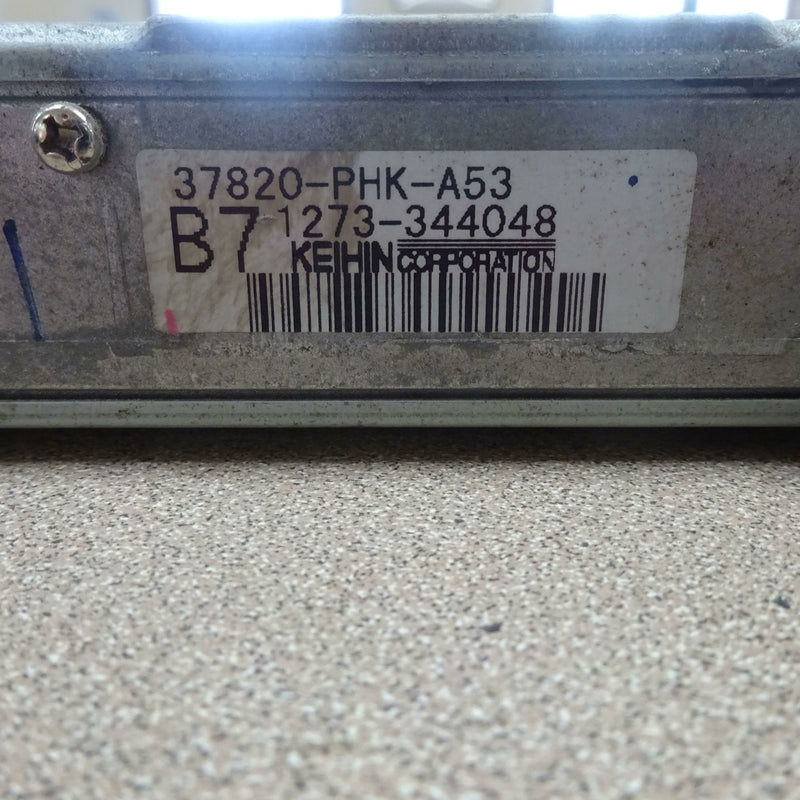 37820-PHK-A53
B7 1273-344048
KEIHIN CORPORATION